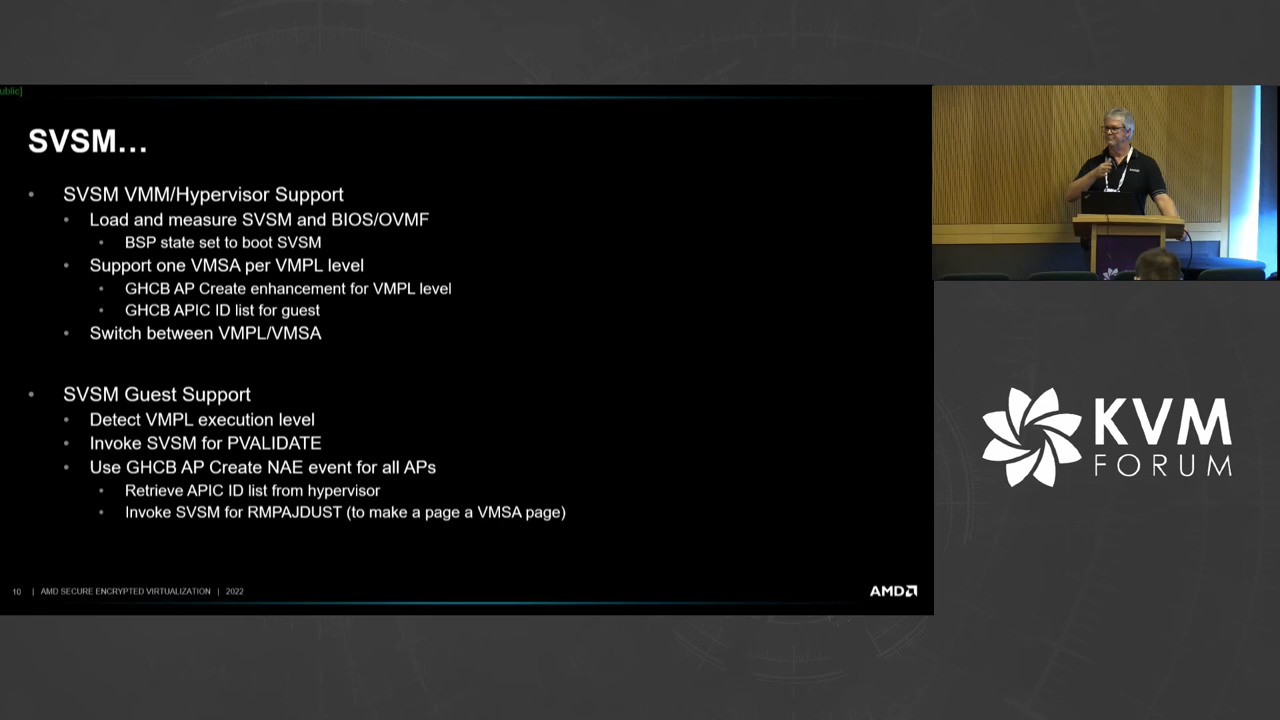 ublic]
SVSM…
• SVSM VMM/Hypervisor Support
• Load and measure SVSM and BIOS/OVMF
• BSP state set to boot SVSM
• Support one VMSA per VMPL level
• GHCB AP Create enhancement for VMPL level
• GHCB APIC ID list for guest
• Switch between VMPL/VMSA
• SVSM Guest Support
• Detect VMPL execution level
• Invoke SVSM for PVALIDATE
• Use GHCB AP Create NAE event for all APs
• Retrieve APIC ID list from hypervisor
• Invoke SVSM for RMPAJDUST (to make a page a VMSA page)
10 | AMD SECURE ENCRYPTED VIRTUALIZATION | 2022
AMD
KVM
FORUM